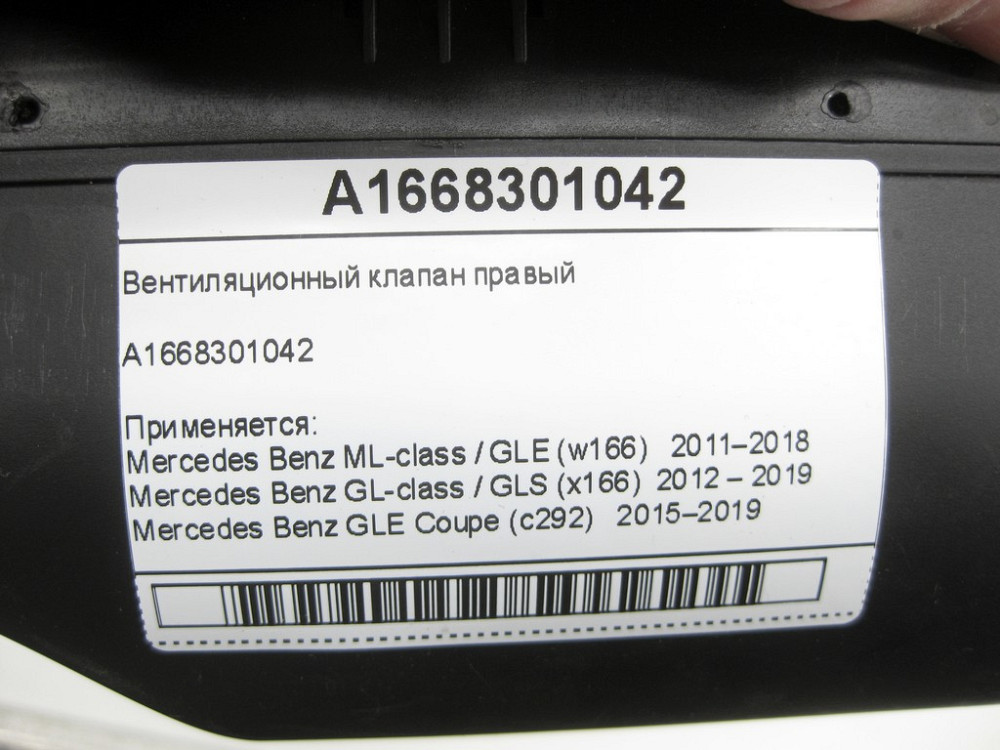 A1668301042
Вентиляционный клапан правый
A1668301042
Применяется:
Mercedes Benz ML-class / GLE (w166) 2011–2018
Mercedes Benz GL-class / GLS (x166) 2012 – 2019
Mercedes Benz GLE Coupe (c292) 2015–2019